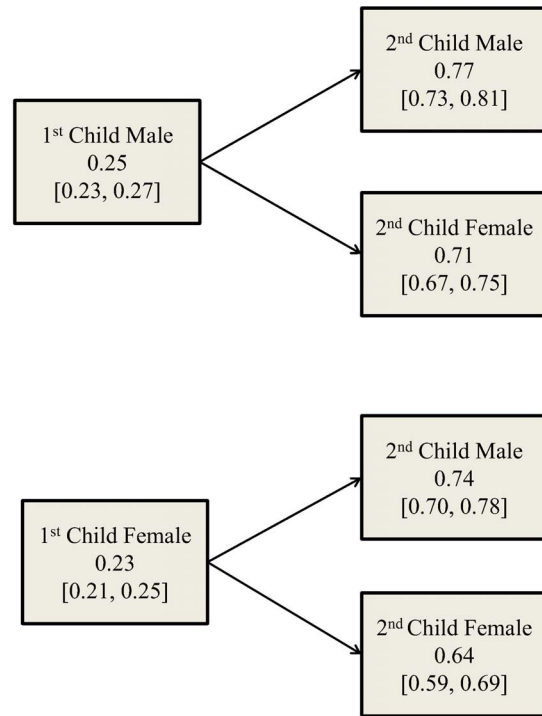 2nd Child Male
0.77
[0.73, 0.81]
1st Child Male
0.25
[0.23, 0.27]
2nd Child Female
0.71
[0.67, 0.75]
2nd Child Male
0.74
[0.70, 0.78]
1st Child Female
0.23
[0.21, 0.25]
2nd Child Female
0.64
[0.59, 0.69]